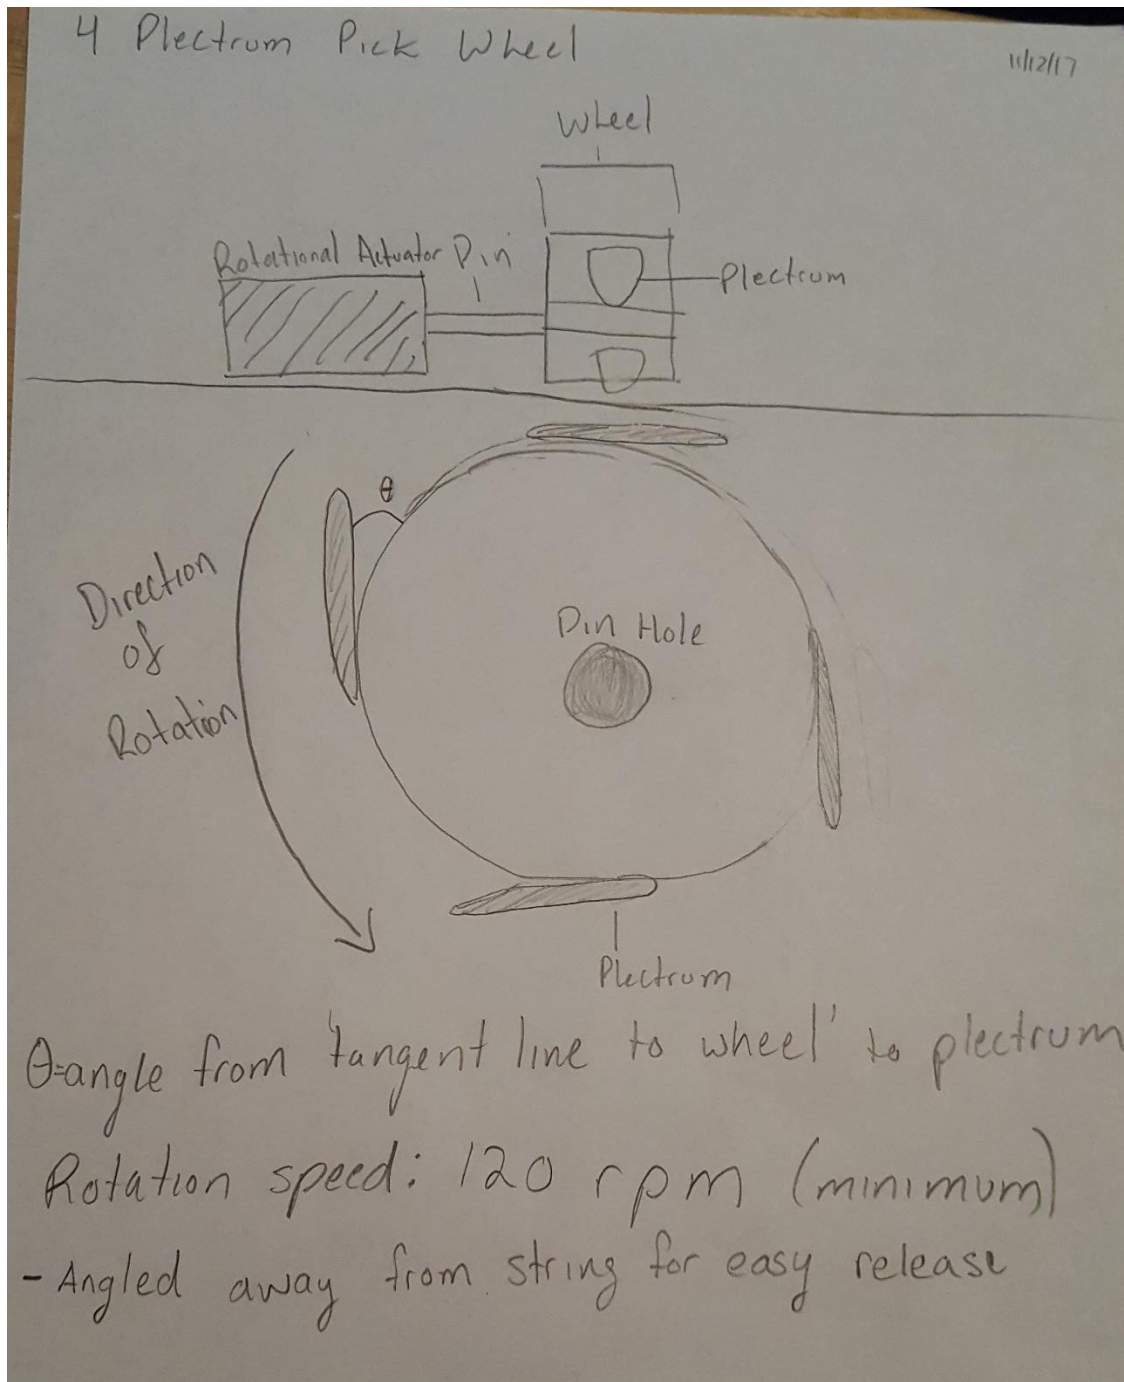 4 Plectrum Pick Wheel
11/12/17
Wheel
Rotational Actuator
Pin
Plectrum
θ
Direction
of
Rotation
Pin Hole
Plectrum
θ=angle from 'tangent line to wheel' to plectrum
Rotation speed: 120 rpm (minimum)
- Angled away from string for easy release